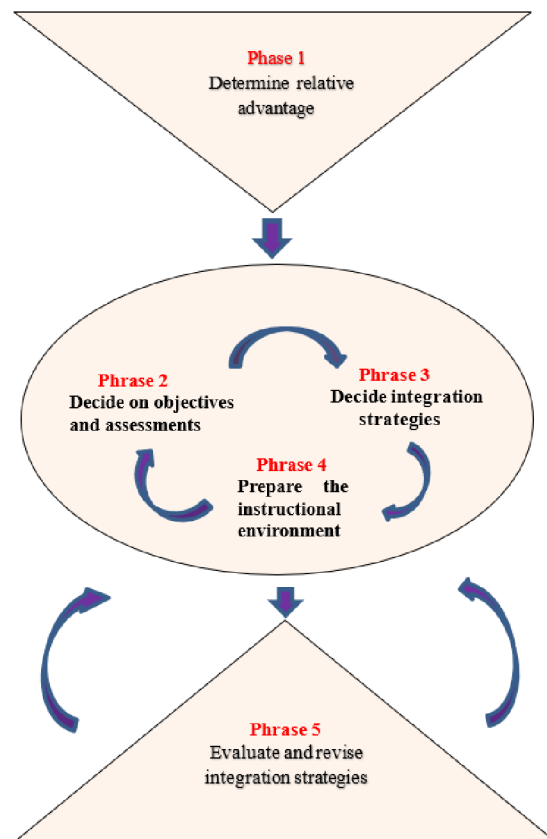 Phase 1
Determine relative
advantage
Phrase 2
Decide on objectives
and assessments
Phrase 3
Decide integration
strategies
Phrase 4
Prepare the
instructional
environment
Phrase 5
Evaluate and revise
integration strategies